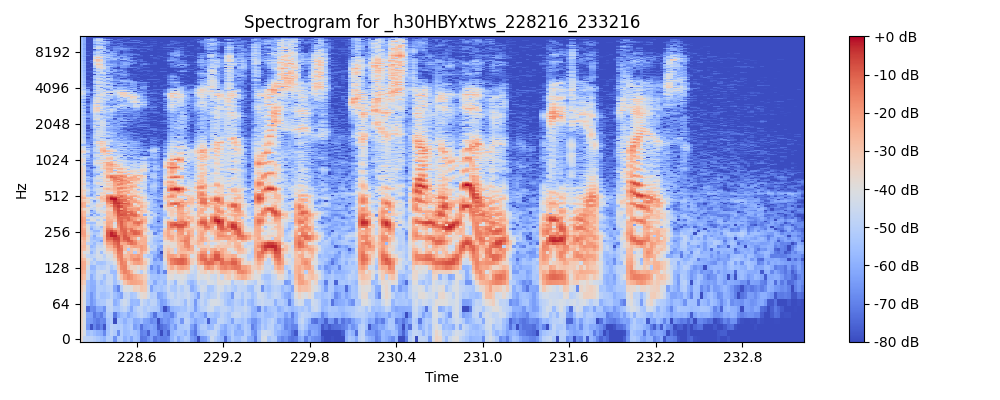 Spectrogram for _h30HBYxtws_228216_233216
8192
4096
2048
1024
512
256
128
64
0
Hz
228.6 229.2 229.8 230.4 231.0 231.6 232.2 232.8
Time
+0 dB
-10 dB
-20 dB
-30 dB
-40 dB
-50 dB
-60 dB
-70 dB
-80 dB